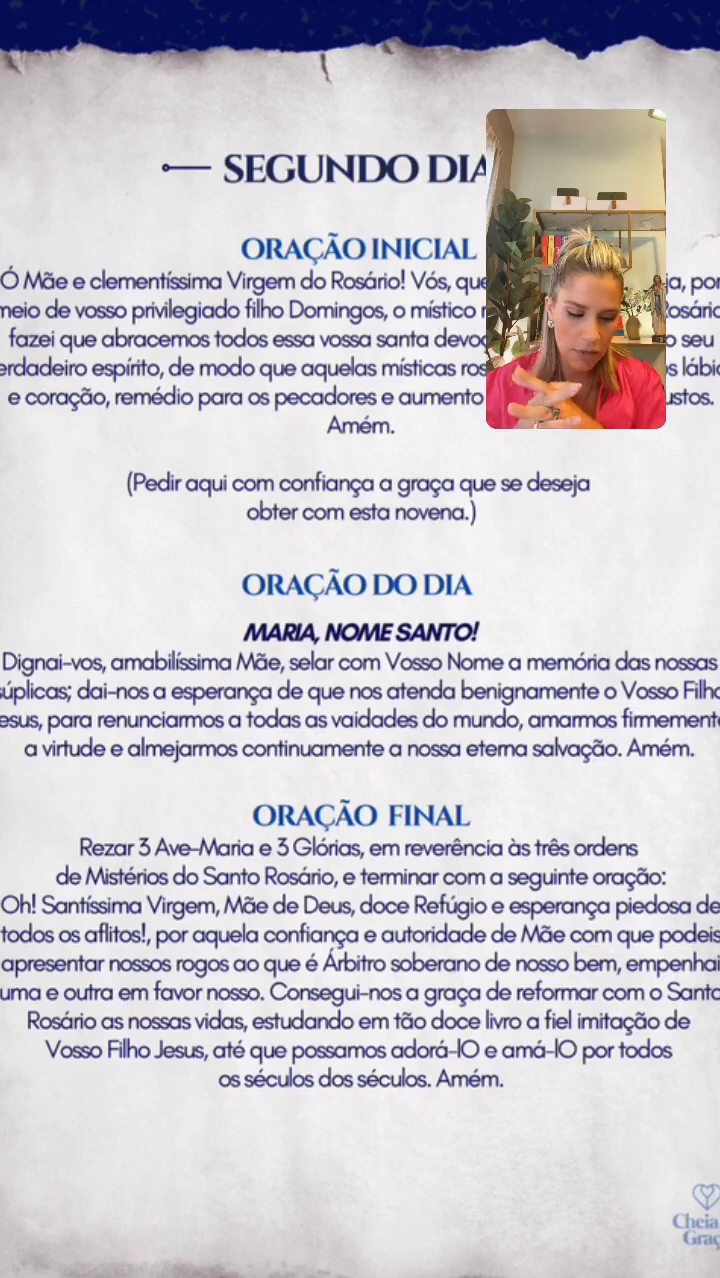 SEGUNDO DIA
ORAÇÃO INICIAL
Ó Mãe e clementíssima Virgem do Rosário! Vós, que por
meio de vosso privilegiado filho Domingos, o místico
fazei que abracemos todos essa vossa santa o seu
espírito, de modo que aquelas místicas
e coração, remédio para os pecadores e aumento
Amém.
(Pedir aqui com confiança a graça que se deseja
obter com esta novena.)
ORAÇÃO DO DIA
MARIA, NOME SANTO!
Dignai-vos, amabilíssima Mãe, selar com Vosso Nome a memória das nossas
súplicas; dai-nos a esperança de que nos atenda benignamente o Vosso Filho
esus, para renunciarmos a todas as vaidades do mundo, amarmos firmemente
a virtude e almejarmos continuamente a nossa eterna salvação. Amém.
ORAÇÃO FINAL
Rezar 3 Ave-Maria e 3 Glórias, em reverência às três ordens
de Mistérios do Santo Rosário, e terminar com a seguinte oração:
Oh! Santíssima Virgem, Mãe de Deus, doce Refúgio e esperança piedosa de
todos os aflitos!, por aquela confiança e autoridade de Mãe com que podeis
apresentar nossos rogos ao que é Árbitro soberano de nosso bem, empenhai
uma e outra em favor nosso. Consegui-nos a graça de reformar com o Santo
Rosário as nossas vidas, estudando em tão doce livro a fiel imitação de
Vosso Filho Jesus, até que possamos adorá-lO e amá-lO por todos
os séculos dos séculos. Amém.
Cheia
Graç